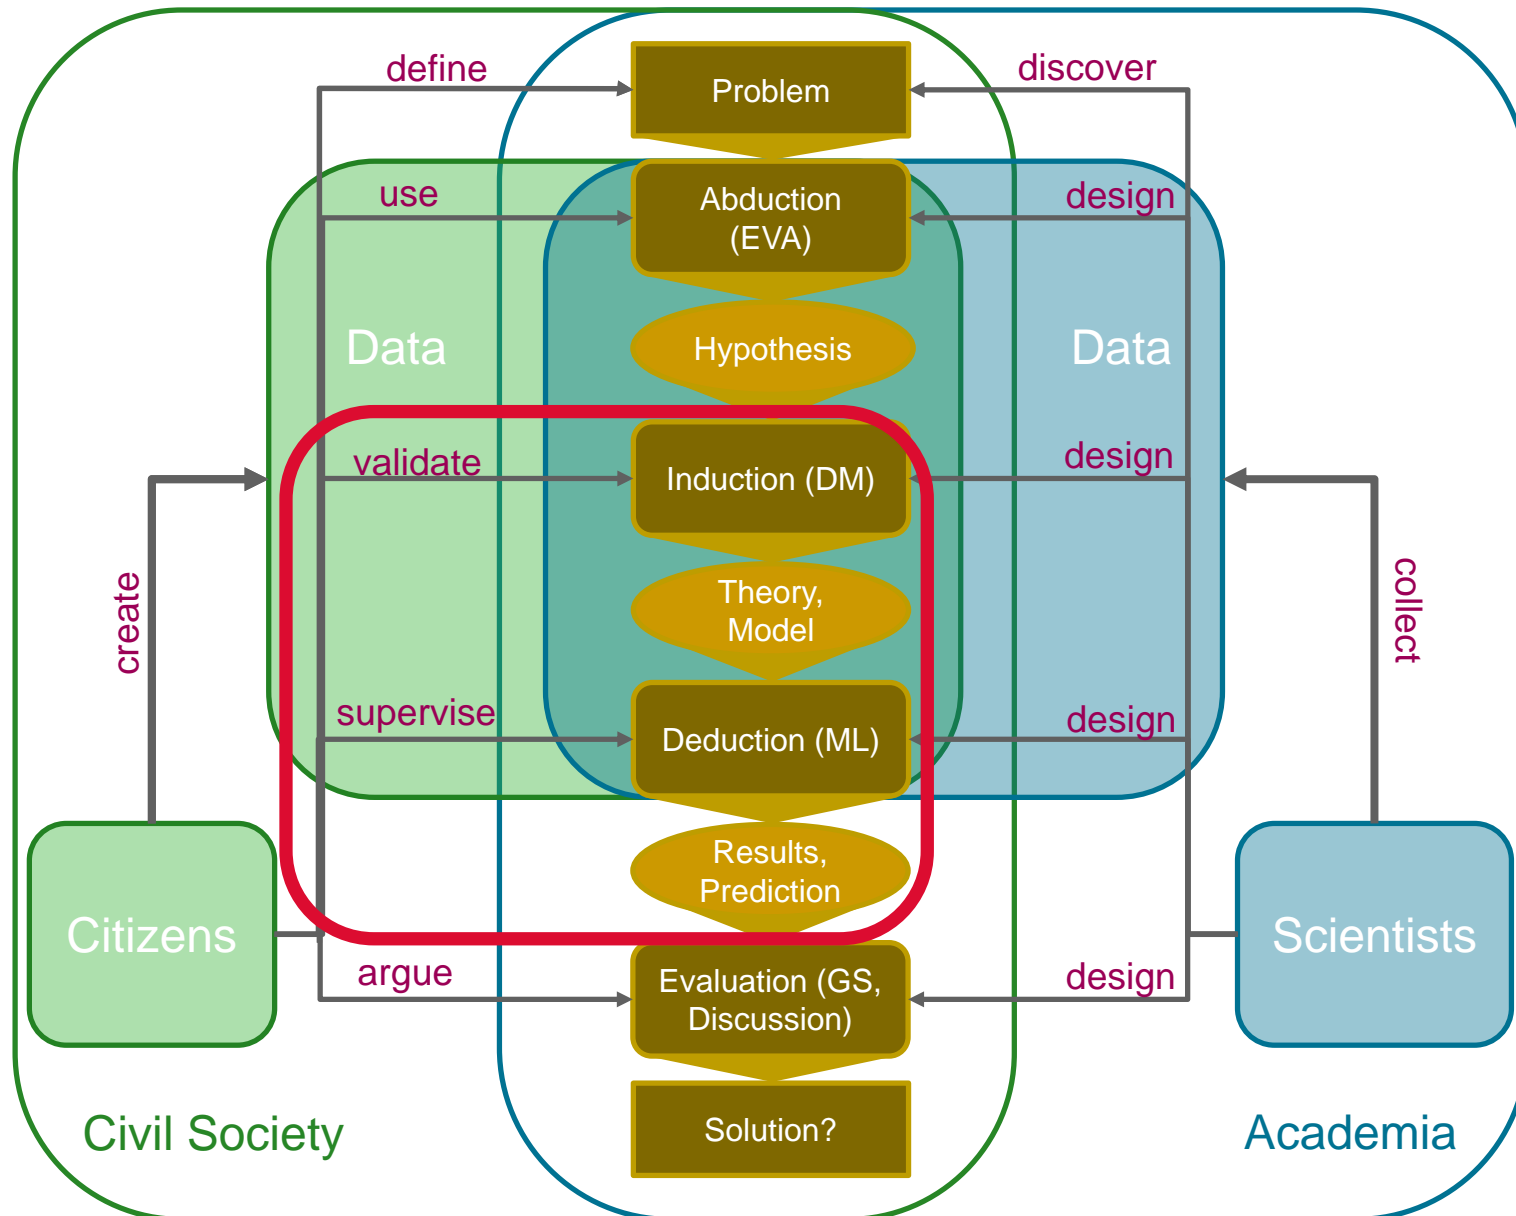 define
Problem
discover
use
Abduction
(EVA)
design
Data
Hypothesis
Data
validate
Induction (DM)
design
create
Theory,
Model
collect
supervise
Deduction (ML)
design
Results,
Prediction
Citizens
Scientists
argue
Evaluation (GS,
Discussion)
design
Civil Society
Solution?
Academia